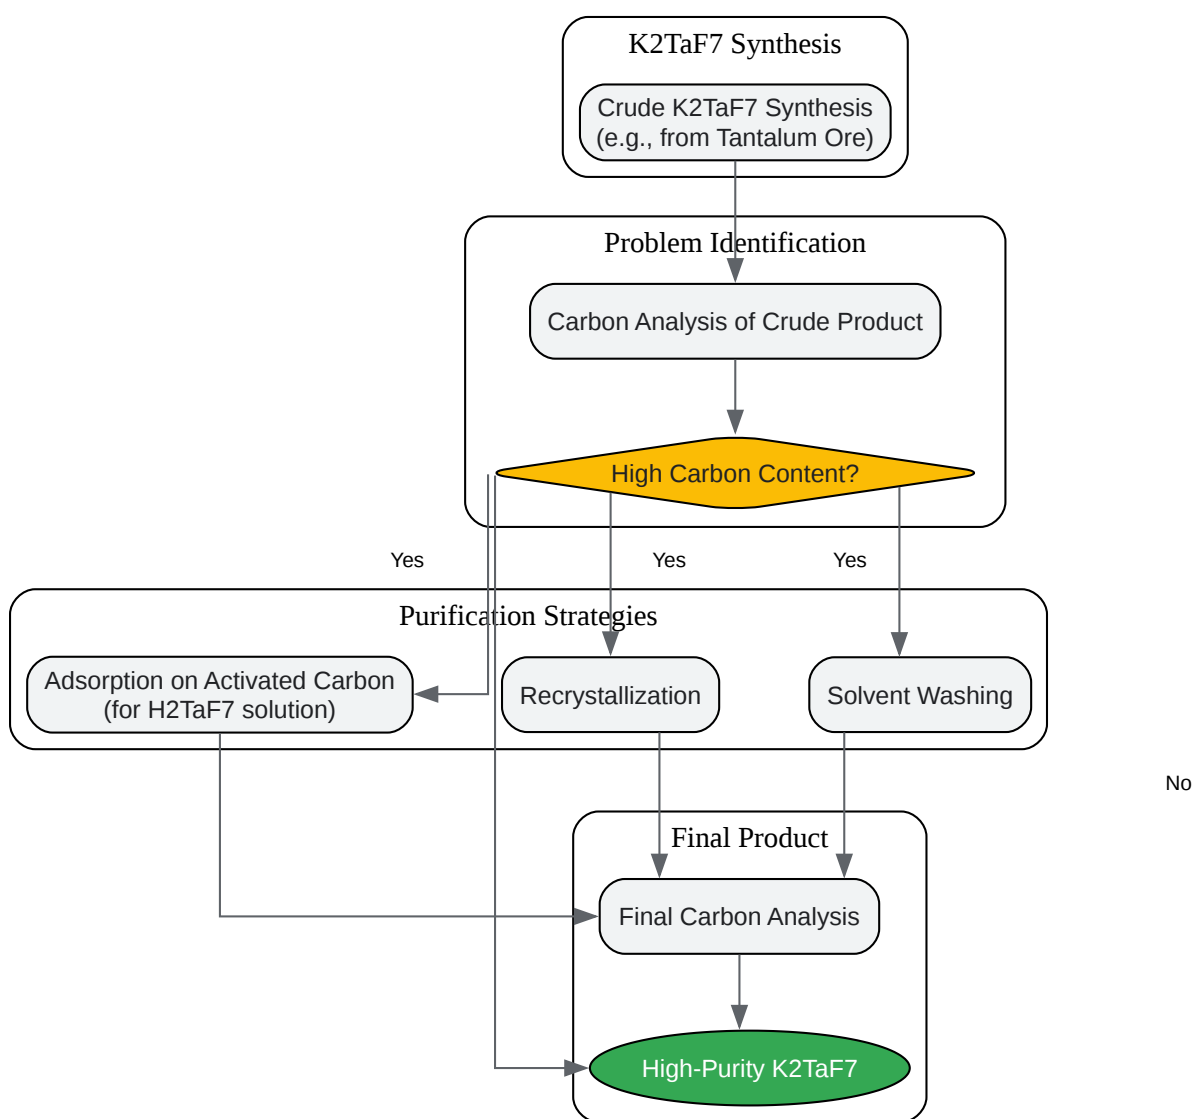 K2TaF7 Synthesis
Crude K2TaF7 Synthesis
(e.g., from Tantalum Ore)
Problem Identification
Carbon Analysis of Crude Product
High Carbon Content?
Yes
Yes
Yes
Purification Strategies
Adsorption on Activated Carbon
(for H2TaF7 solution)
Recrystallization
Solvent Washing
No
Final Product
Final Carbon Analysis
High-Purity K2TaF7